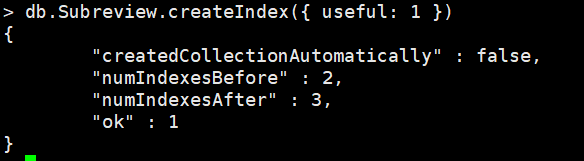 > db.Subreview.createIndex({ useful: 1 })
{
        "createdCollectionAutomatically" : false,
        "numIndexesBefore" : 2,
        "numIndexesAfter" : 3,
        "ok" : 1
}